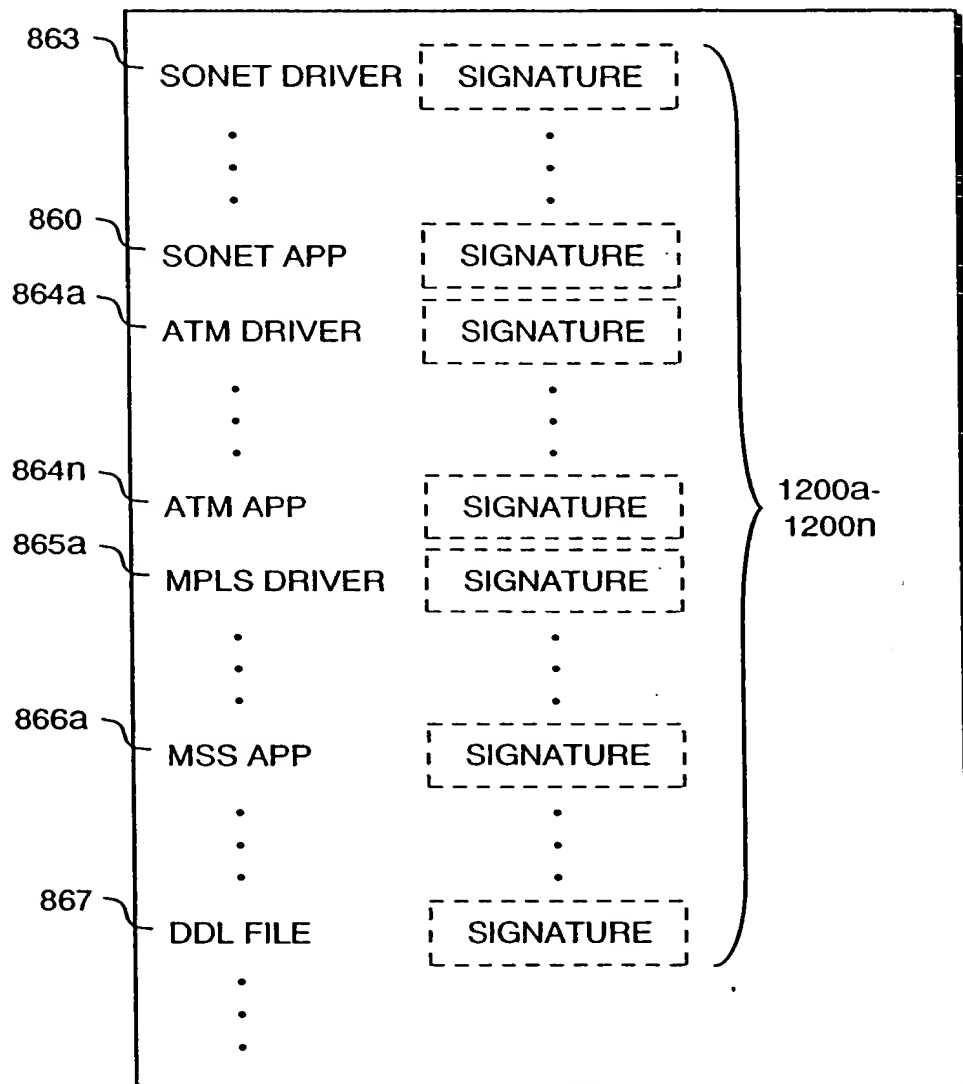 863
SONET DRIVER SIGNATURE
860
SONET APP SIGNATURE
864a
ATM DRIVER SIGNATURE
864n
ATM APP SIGNATURE
1200a-
1200n
865a
MPLS DRIVER SIGNATURE
866a
MSS APP SIGNATURE
867
DDL FILE SIGNATURE